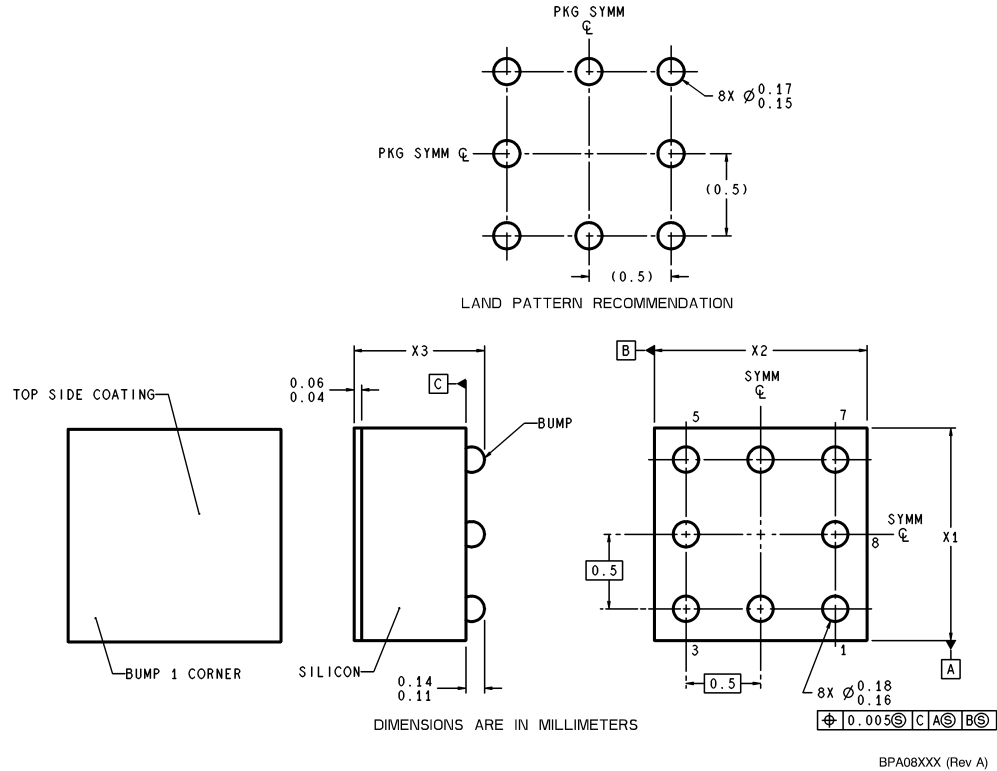 PKG SYMM
℄
8X Ø 0.17
0.15
PKG SYMM ℄
(0.5)
(0.5)
LAND PATTERN RECOMMENDATION
X3
B
X2
0.06
0.04
C
SYMM
℄
TOP SIDE COATING
BUMP
5
7
SYMM
℄
8
X1
0.5
BUMP 1 CORNER
SILICON
3
1
A
0.14
0.11
0.5
8X Ø 0.18
0.16
⌖ 0.005Ⓢ C AⓈ BⓈ
DIMENSIONS ARE IN MILLIMETERS
BPA08XXX (Rev A)